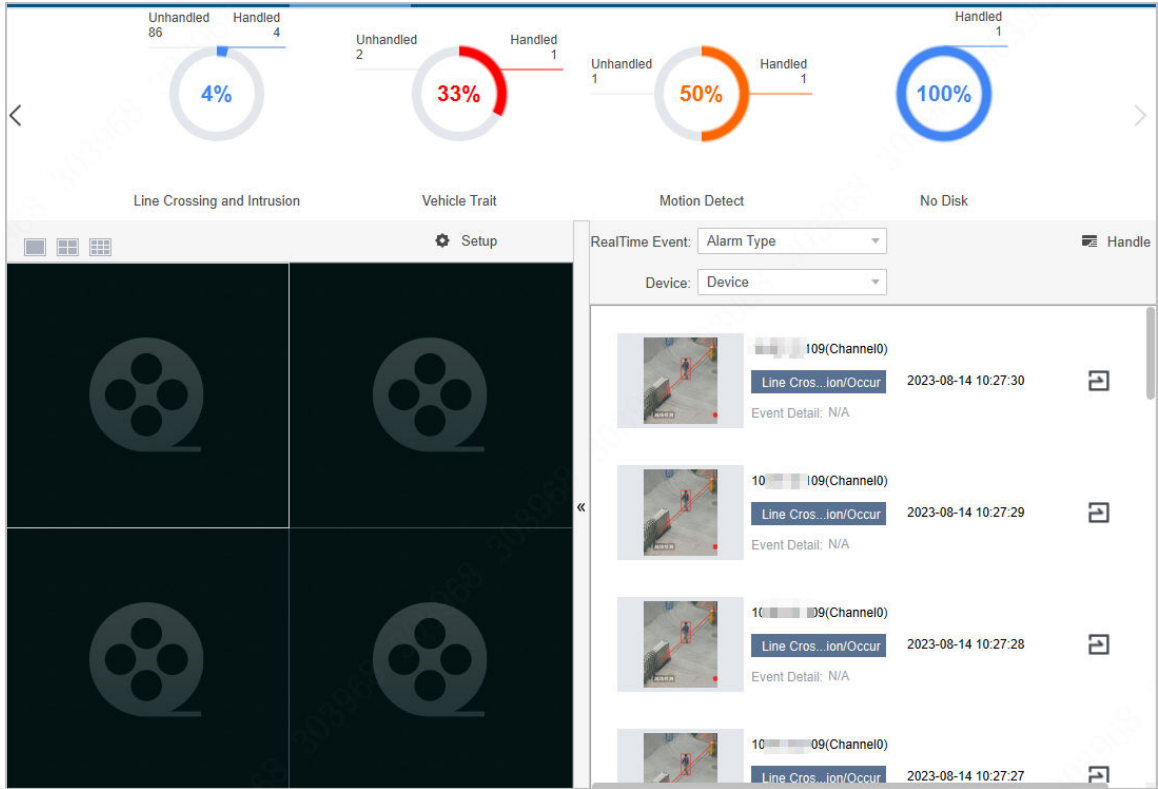 Unhandled Handled
86 4
4%
Unhandled Handled
2 1
33%
Unhandled Handled
1 1
50%
Handled
1
100%
Line Crossing and Intrusion
Vehicle Trait
Motion Detect
No Disk
Setup
RealTime Event: Alarm Type
Handle
Device: Device
109(Channel0)
Line Cros...ion/Occur
2023-08-14 10:27:30
Event Detail: N/A
10 109(Channel0)
Line Cros...ion/Occur
2023-08-14 10:27:29
Event Detail: N/A
10 09(Channel0)
Line Cros...ion/Occur
2023-08-14 10:27:28
Event Detail: N/A
10 09(Channel0)
Line Cros...ion/Occur
2023-08-14 10:27:27